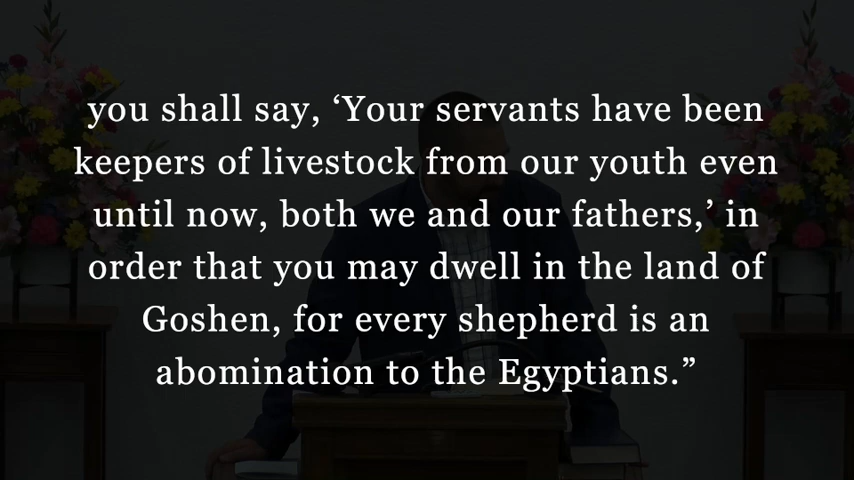 you shall say, ‘Your servants have been
keepers of livestock from our youth even
until now, both we and our fathers,’ in
order that you may dwell in the land of
Goshen, for every shepherd is an
abomination to the Egyptians.”